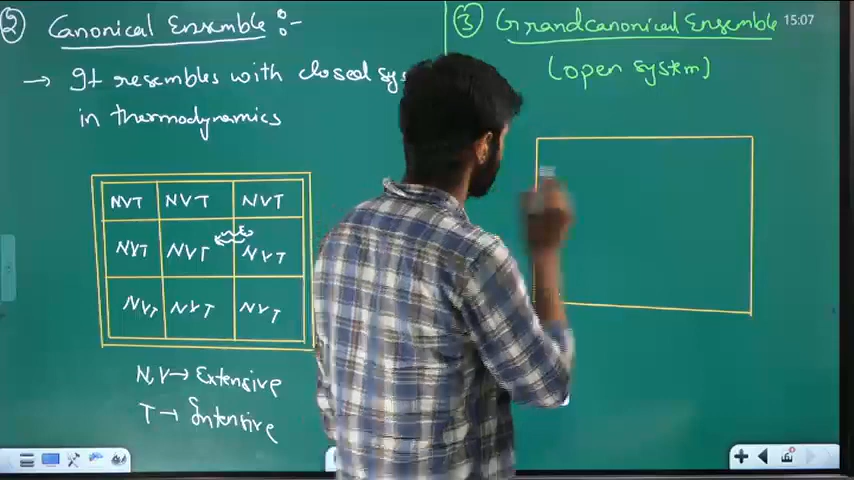 ② Canonical Ensemble :-
→ It resembles with closed sys
in thermodynamics
NVT NVT NVT
NVT NVT NVT
NVT NVT NVT
N,V → Extensive
T → Intensive
③ Grandcanonical Ensemble
(open system)
15:07